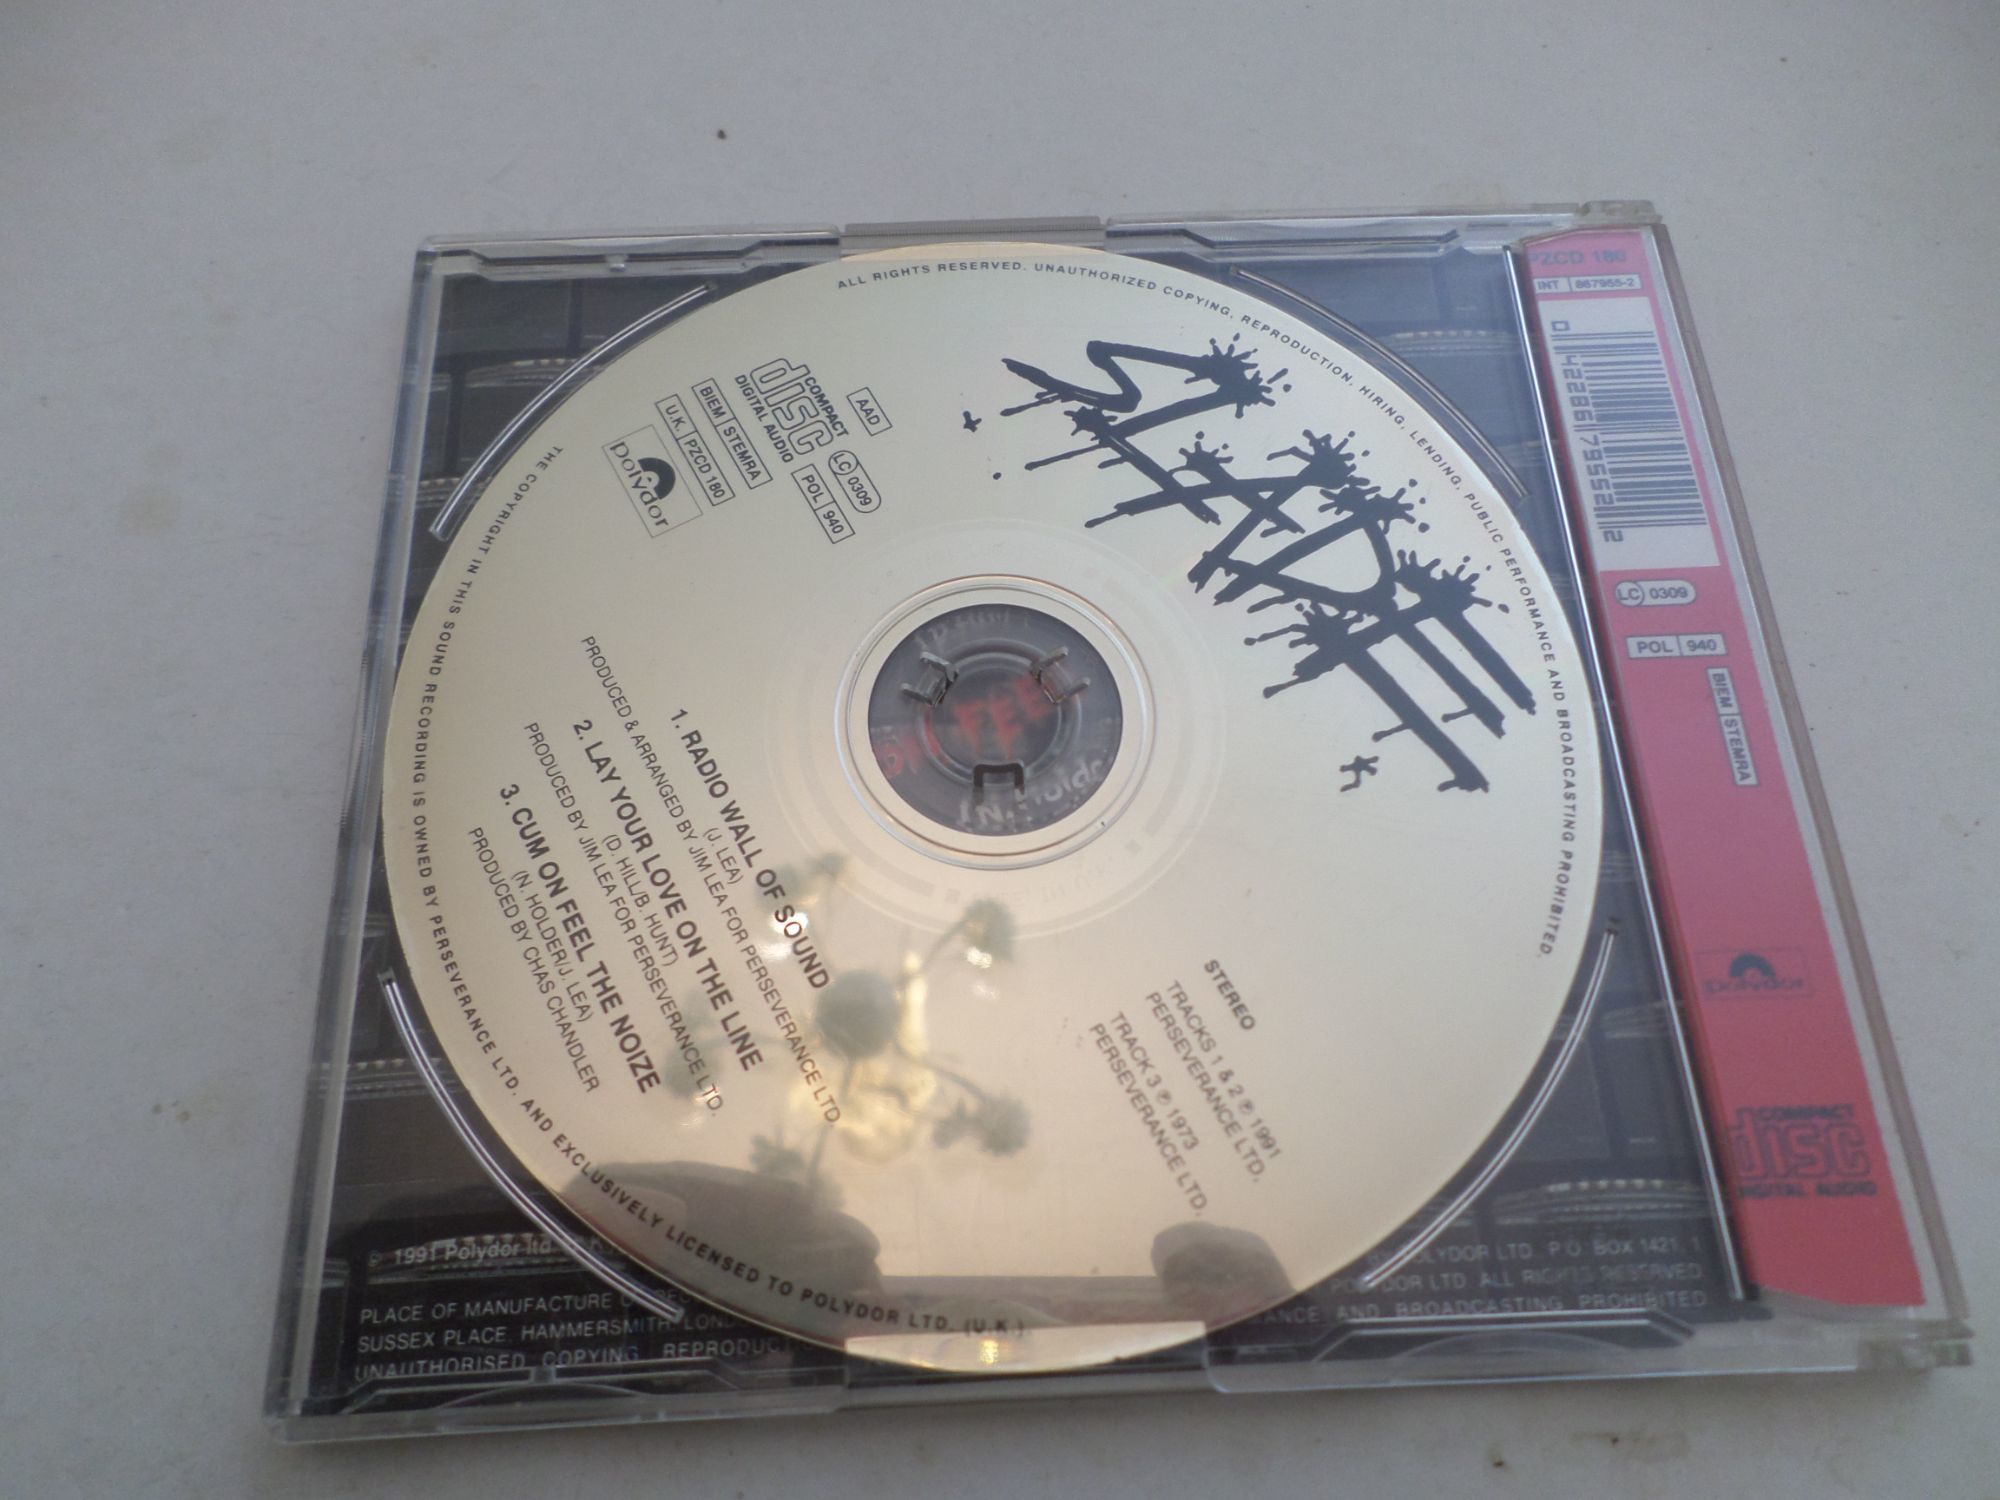 ALL RIGHTS RESERVED. UNAUTHORIZED COPYING, REPRODUCTION, HIRING, LENDING, PUBLIC PERFORMANCE AND BROADCASTING PROHIBITED.
THE COPYRIGHT IN THIS SOUND RECORDING IS OWNED BY PERSEVERANCE LTD. AND EXCLUSIVELY LICENSED TO POLYDOR LTD. (U.K.)
SLADE
AAD
COMPACT
disc
DIGITAL AUDIO
LC 0309
POL 940
BIEM STEMRA
U.K. PZCD 180
polydor
1. RADIO WALL OF SOUND
(J. LEA)
PRODUCED & ARRANGED BY JIM LEA FOR PERSEVERANCE LTD.
2. LAY YOUR LOVE ON THE LINE
(D. HILL/B. HUNT)
PRODUCED BY JIM LEA FOR PERSEVERANCE LTD.
3. CUM ON FEEL THE NOIZE
(N. HOLDER/J. LEA)
PRODUCED BY CHAS CHANDLER
STEREO
TRACKS 1 & 2 ℗ 1991
PERSEVERANCE LTD.
TRACK 3 ℗ 1973
PERSEVERANCE LTD.
PZCD 180
INT 867955-2
0 42286 79552 2
LC 0309
POL 940
BIEM STEMRA
polydor
COMPACT
disc
DIGITAL AUDIO
© 1991 Polydor ltd.
POLYDOR LTD. P.O. BOX 1421, 1
PLACE OF MANUFACTURE
POLYDOR LTD. ALL RIGHTS RESERVED.
SUSSEX PLACE, HAMMERSMITH,
AND BROADCASTING PROHIBITED
UNAUTHORISED COPYING